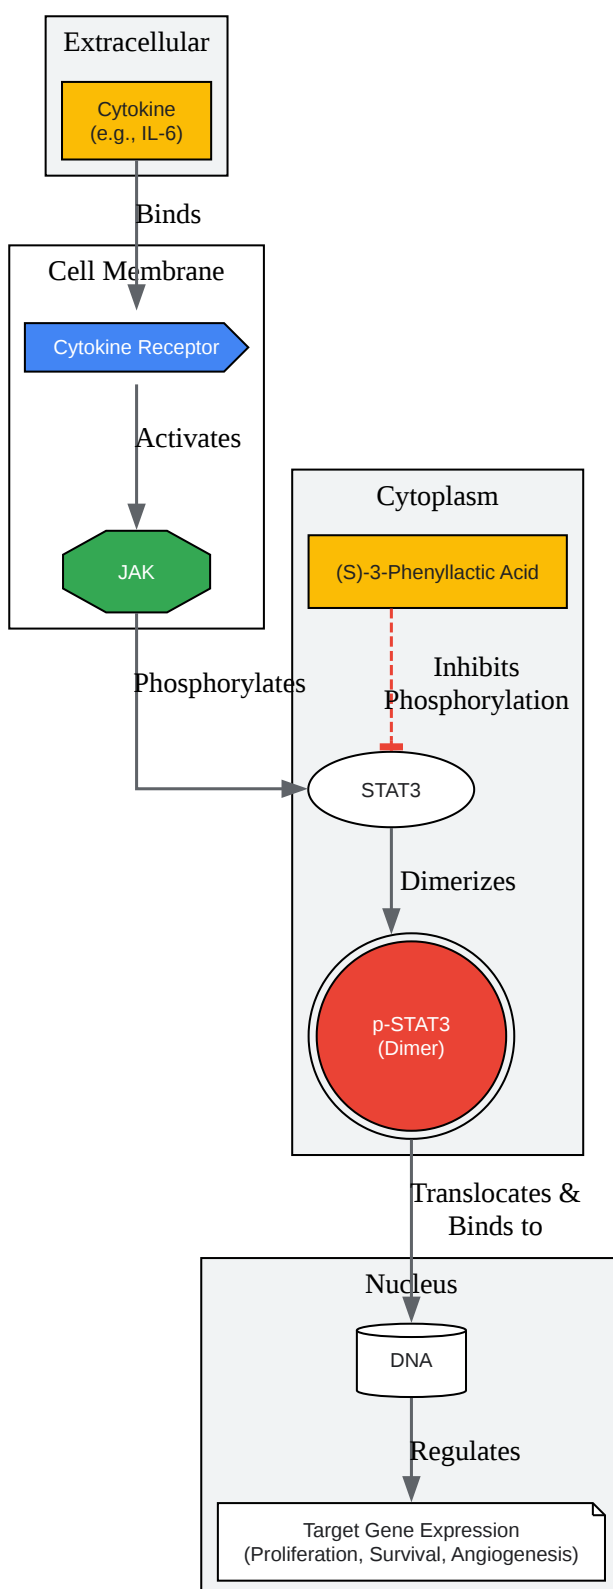 Extracellular
Cytokine
(e.g., IL-6)
Binds
Cell Membrane
Cytokine Receptor
Activates
JAK
Phosphorylates
Cytoplasm
(S)-3-Phenyllactic Acid
Inhibits
Phosphorylation
STAT3
Dimerizes
p-STAT3
(Dimer)
Translocates &
Binds to
Nucleus
DNA
Regulates
Target Gene Expression
(Proliferation, Survival, Angiogenesis)